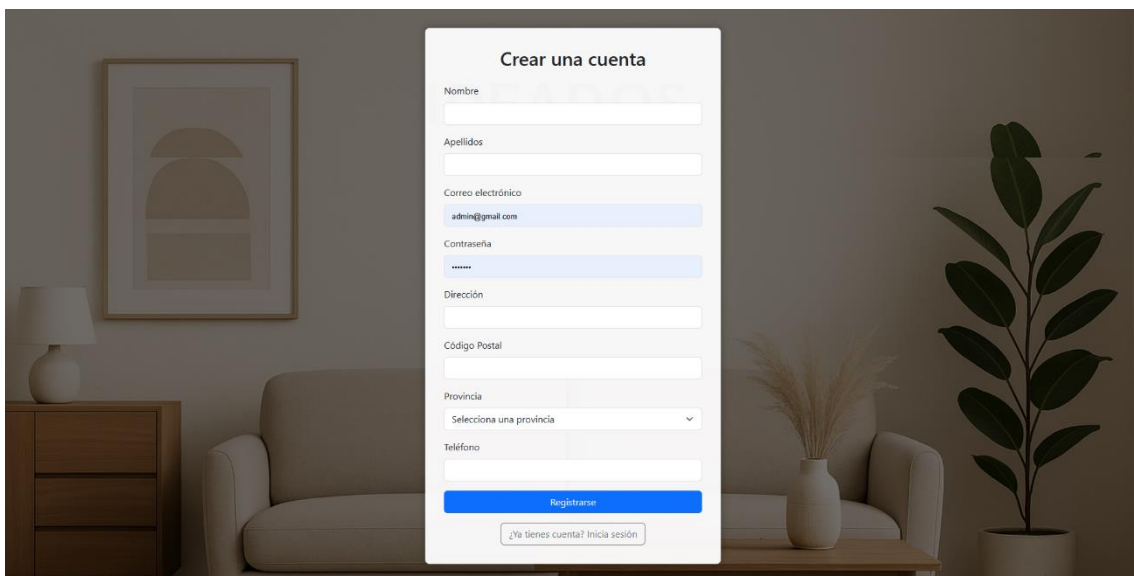 Crear una cuenta
Nombre
Apellidos
Correo electrónico
admin@gmail.com
Contraseña
•••••••
Dirección
Código Postal
Provincia
Selecciona una provincia
Teléfono
Registrarse
¿Ya tienes cuenta? Inicia sesión